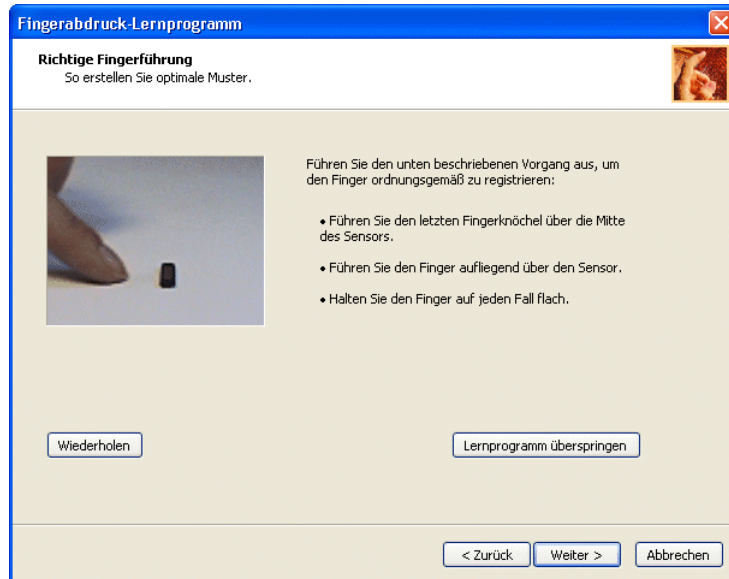 Fingerabdruck-Lernprogramm
Richtige Fingerführung
So erstellen Sie optimale Muster.
Führen Sie den unten beschriebenen Vorgang aus, um
den Finger ordnungsgemäß zu registrieren:
• Führen Sie den letzten Fingerknöchel über die Mitte
des Sensors.
• Führen Sie den Finger aufliegend über den Sensor.
• Halten Sie den Finger auf jeden Fall flach.
Wiederholen
Lernprogramm überspringen
< Zurück
Weiter >
Abbrechen